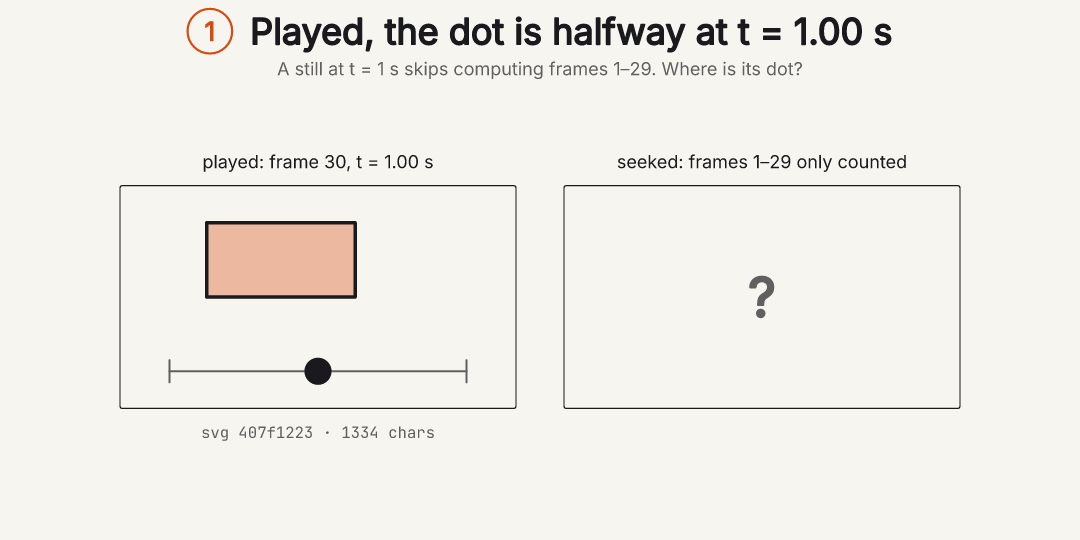 1 Played, the dot is halfway at t = 1.00 s
A still at t = 1 s skips computing frames 1–29. Where is its dot?
played: frame 30, t = 1.00 s
seeked: frames 1–29 only counted
?
svg 407f1223 · 1334 chars